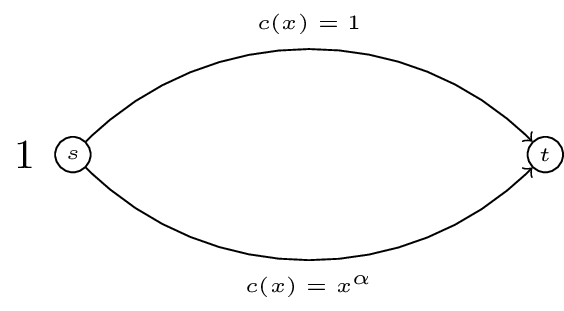 c(x) = 1
1 s t
c(x) = x^α